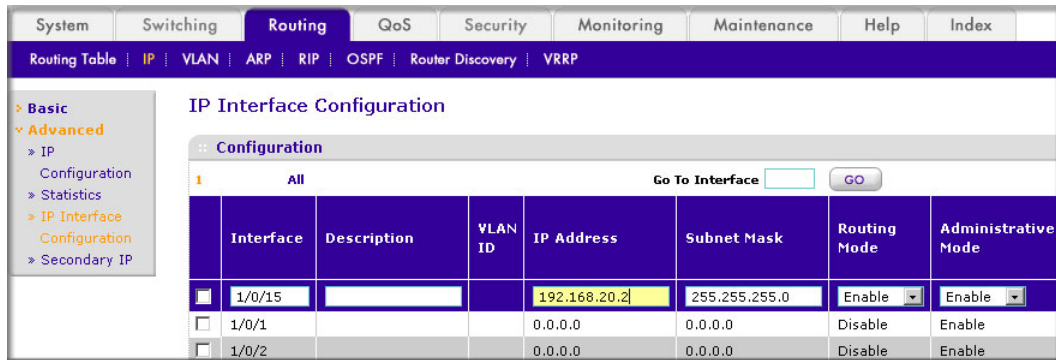 System Switching Routing QoS Security Monitoring Maintenance Help Index
Routing Table IP VLAN ARP RIP OSPF Router Discovery VRRP
Basic
Advanced
» IP
Configuration
» Statistics
» IP Interface
Configuration
» Secondary IP
IP Interface Configuration
Configuration
1 All Go To Interface GO
Interface Description VLAN ID IP Address Subnet Mask Routing Mode Administrative Mode
1/0/15 192.168.20.2 255.255.255.0 Enable Enable
1/0/1 0.0.0.0 0.0.0.0 Disable Enable
1/0/2 0.0.0.0 0.0.0.0 Disable Enable